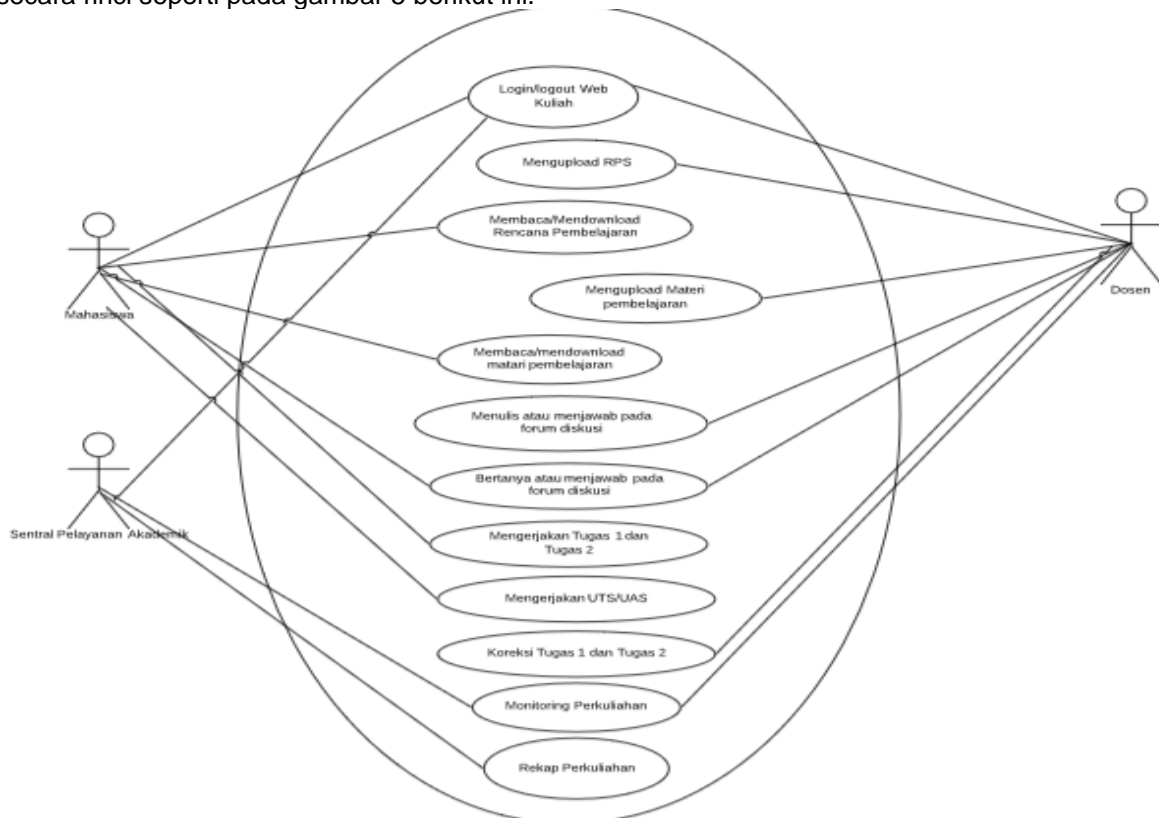 secara rinci seperti pada gambar 3 berikut ini.
Login/logout Web
Kuliah
Mengupload RPS
Membaca/Mendownload
Rencana Pembelajaran
Mengupload Materi
pembelajaran
Dosen
Mahasiswa
Membaca/mendownload
matari pembelajaran
Menulis atau menjawab pada
forum diskusi
Bertanya atau menjawab pada
forum diskusi
Sentral Pelayanan Akademik
Mengerjakan Tugas 1 dan
Tugas 2
Mengerjakan UTS/UAS
Koreksi Tugas 1 dan Tugas 2
Monitoring Perkuliahan
Rekap Perkuliahan